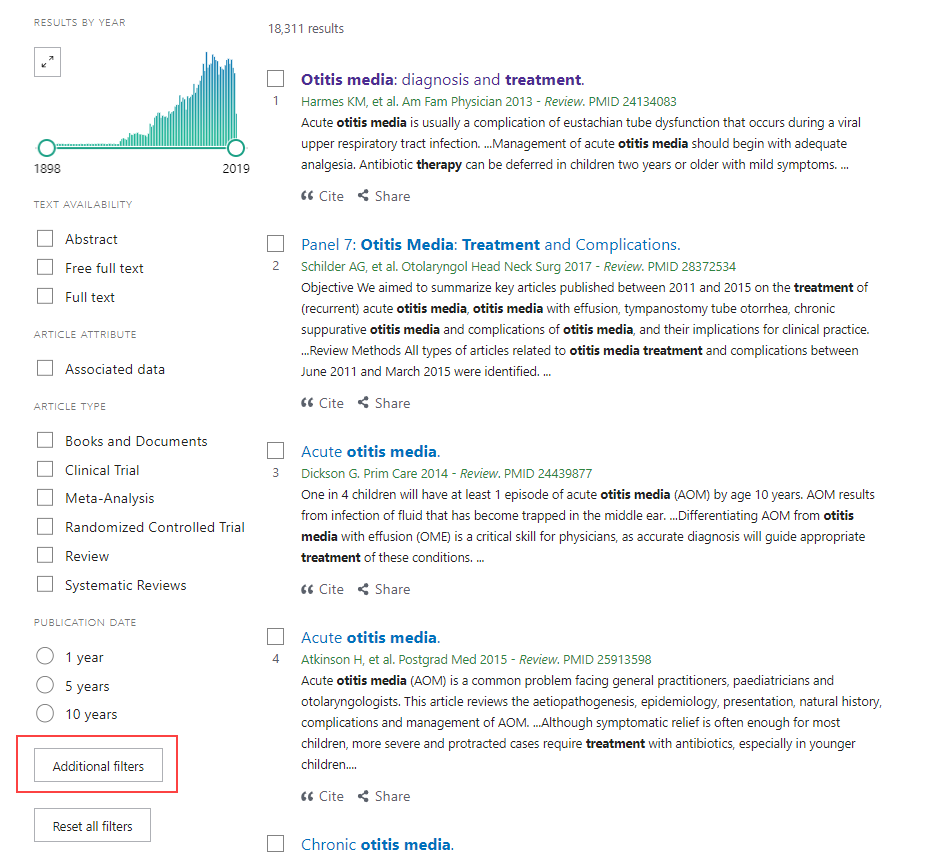 RESULTS BY YEAR
1898 2019
TEXT AVAILABILITY
Abstract
Free full text
Full text
ARTICLE ATTRIBUTE
Associated data
ARTICLE TYPE
Books and Documents
Clinical Trial
Meta-Analysis
Randomized Controlled Trial
Review
Systematic Reviews
PUBLICATION DATE
1 year
5 years
10 years
Additional filters
Reset all filters
18,311 results
Otitis media: diagnosis and treatment.
1
Harmes KM, et al. Am Fam Physician 2013 - Review. PMID 24134083
Acute otitis media is usually a complication of eustachian tube dysfunction that occurs during a viral
upper respiratory tract infection. ...Management of acute otitis media should begin with adequate
analgesia. Antibiotic therapy can be deferred in children two years or older with mild symptoms. ...
Cite Share
Panel 7: Otitis Media: Treatment and Complications.
2
Schilder AG, et al. Otolaryngol Head Neck Surg 2017 - Review. PMID 28372534
Objective We aimed to summarize key articles published between 2011 and 2015 on the treatment of
(recurrent) acute otitis media, otitis media with effusion, tympanostomy tube otorrhea, chronic
suppurative otitis media and complications of otitis media, and their implications for clinical practice.
...Review Methods All types of articles related to otitis media treatment and complications between
June 2011 and March 2015 were identified. ...
Cite Share
Acute otitis media.
3
Dickson G. Prim Care 2014 - Review. PMID 24439877
One in 4 children will have at least 1 episode of acute otitis media (AOM) by age 10 years. AOM results
from infection of fluid that has become trapped in the middle ear. ...Differentiating AOM from otitis
media with effusion (OME) is a critical skill for physicians, as accurate diagnosis will guide appropriate
treatment of these conditions. ...
Cite Share
Acute otitis media.
4
Atkinson H, et al. Postgrad Med 2015 - Review. PMID 25913598
Acute otitis media (AOM) is a common problem facing general practitioners, paediatricians and
otolaryngologists. This article reviews the aetiopathogenesis, epidemiology, presentation, natural history,
complications and management of AOM. ...Although symptomatic relief is often enough for most
children, more severe and protracted cases require treatment with antibiotics, especially in younger
children....
Cite Share
Chronic otitis media.